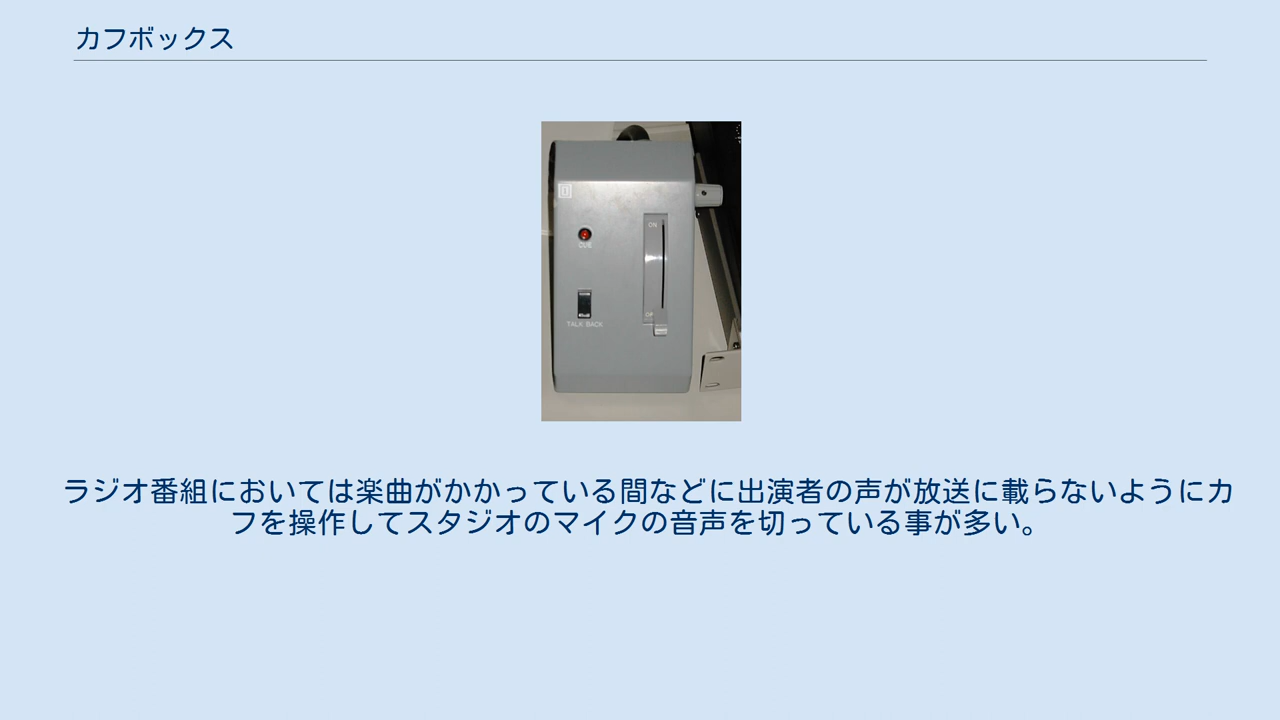 カフボックス
CUE
ON
TALK BACK
ラジオ番組においては楽曲がかかっている間などに出演者の声が放送に載らないようにカ
フを操作してスタジオのマイクの音声を切っている事が多い。